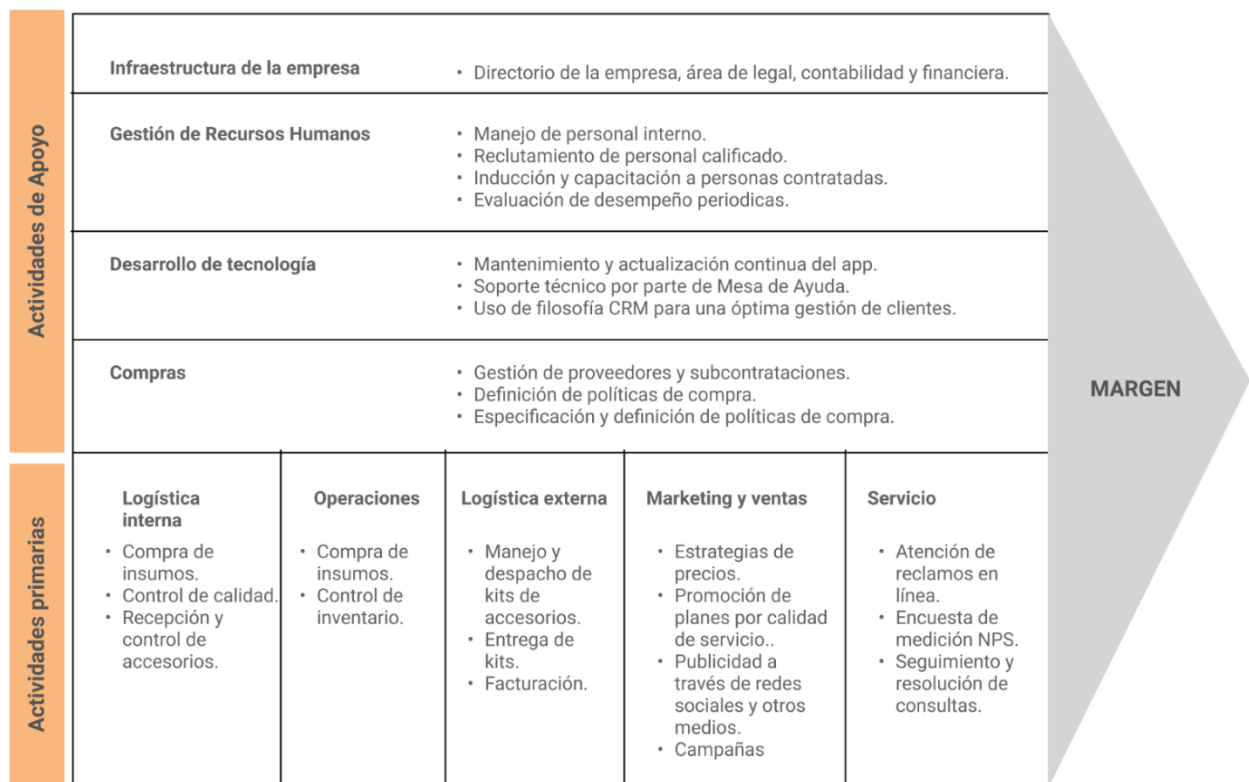 Actividades de Apoyo
Infraestructura de la empresa
• Directorio de la empresa, área de legal, contabilidad y financiera.
Gestión de Recursos Humanos
• Manejo de personal interno.
• Reclutamiento de personal calificado.
• Inducción y capacitación a personas contratadas.
• Evaluación de desempeño periodicas.
Desarrollo de tecnología
• Mantenimiento y actualización continua del app.
• Soporte técnico por parte de Mesa de Ayuda.
• Uso de filosofía CRM para una óptima gestión de clientes.
Compras
• Gestión de proveedores y subcontrataciones.
• Definición de políticas de compra.
• Especificación y definición de políticas de compra.
MARGEN
Actividades primarias
Logística
interna
• Compra de
insumos.
• Control de calidad.
• Recepción y
control de
accesorios.
Operaciones
• Compra de
insumos.
• Control de
inventario.
Logística externa
• Manejo y
despacho de
kits de
accesorios.
• Entrega de
kits.
• Facturación.
Marketing y ventas
• Estrategias de
precios.
• Promoción de
planes por calidad
de servicio..
• Publicidad a
través de redes
sociales y otros
medios.
• Campañas
Servicio
• Atención de
reclamos en
línea.
• Encuesta de
medición NPS.
• Seguimiento y
resolución de
consultas.